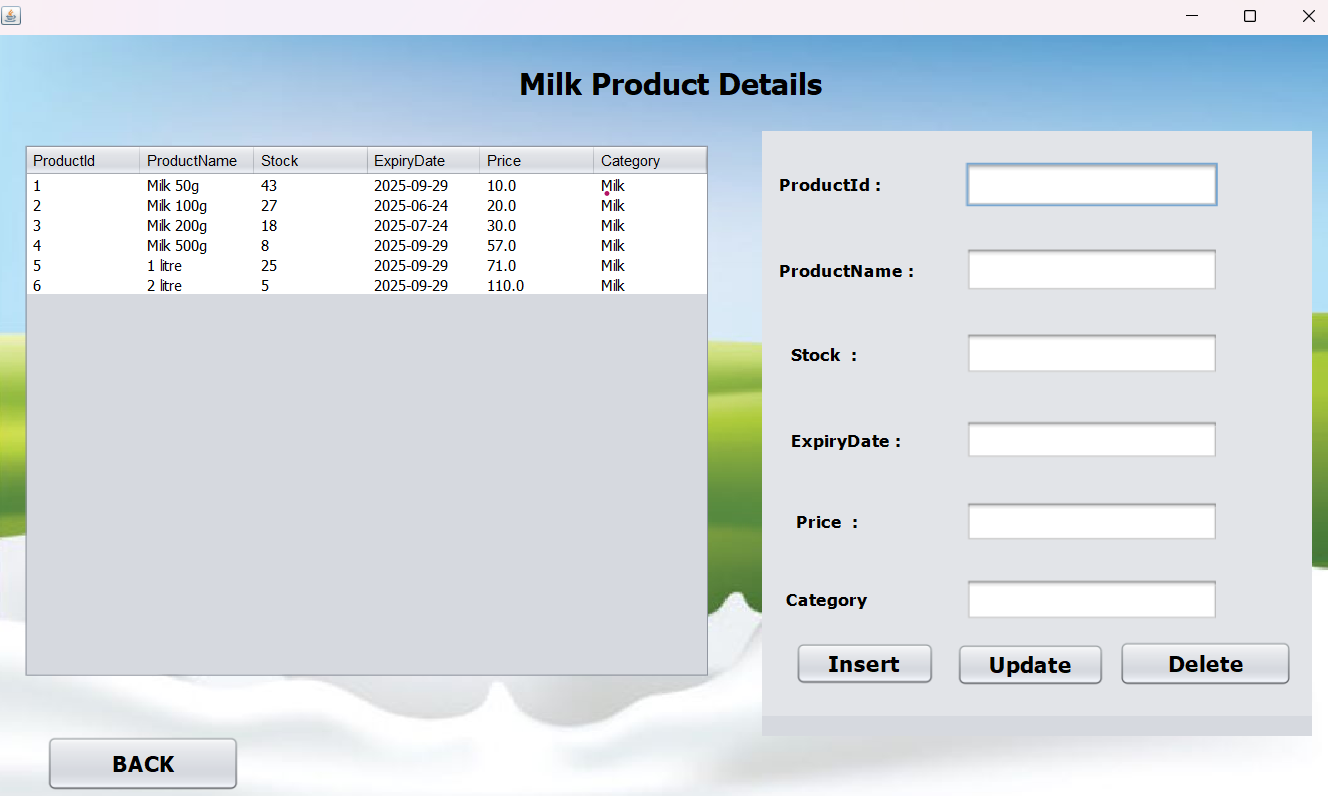 Milk Product Details
ProductId ProductName Stock ExpiryDate Price Category
1 Milk 50g 43 2025-09-29 10.0 Milk
2 Milk 100g 27 2025-06-24 20.0 Milk
3 Milk 200g 18 2025-07-24 30.0 Milk
4 Milk 500g 8 2025-09-29 57.0 Milk
5 1 litre 25 2025-09-29 71.0 Milk
6 2 litre 5 2025-09-29 110.0 Milk
ProductId :
ProductName :
Stock :
ExpiryDate :
Price :
Category
Insert Update Delete
BACK